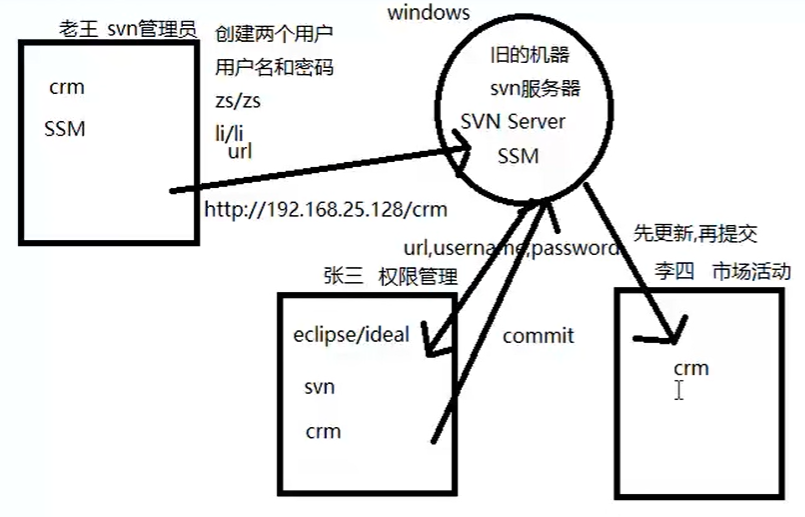 windows
老王 svn管理员
创建两个用户
用户名和密码
zs/zs
li/li
url
crm
SSM
旧的机器
svn服务器
SVN Server
SSM
http://192.168.25.128/crm
url,username,password
先更新,再提交
张三 权限管理
李四 市场活动
eclipse/ideal
svn
crm
commit
crm